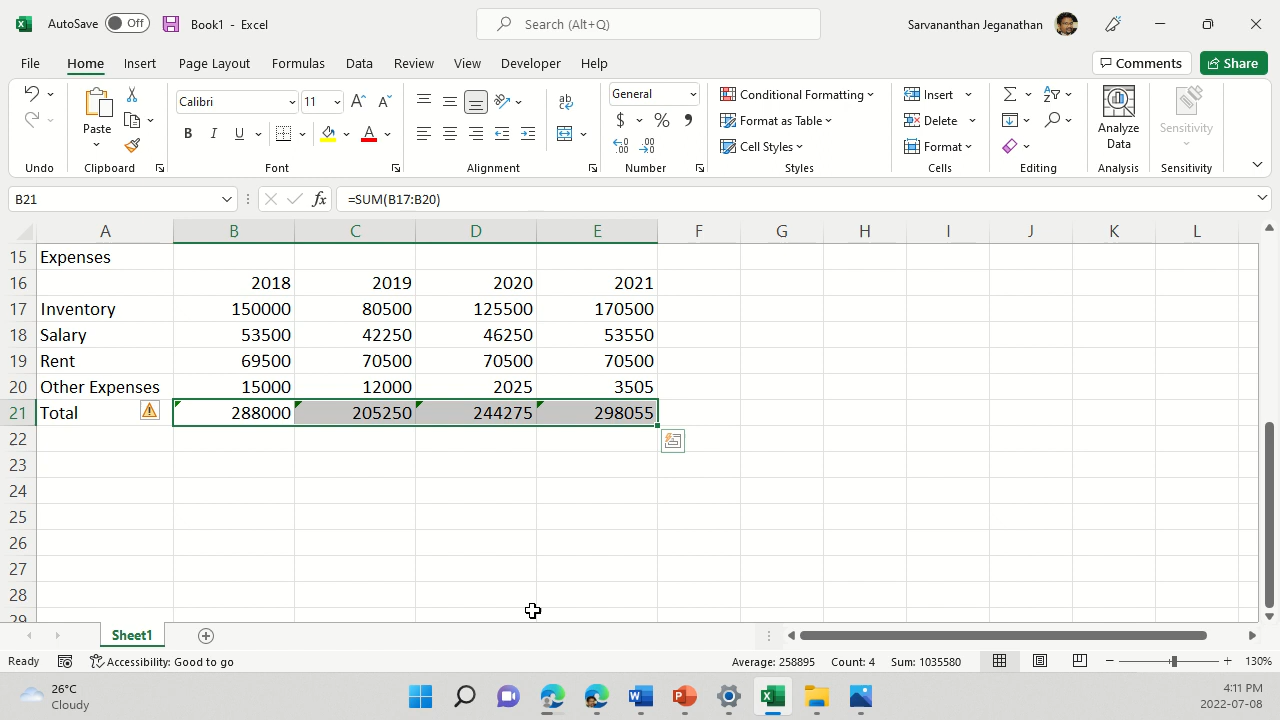 AutoSave Off Book1 - Excel Search (Alt+Q) Sarvananthan Jeganathan
File Home Insert Page Layout Formulas Data Review View Developer Help Comments Share
Calibri 11 General Conditional Formatting Insert
Paste B I U A $ % Format as Table Delete Analyze Data Sensitivity
Cell Styles Format
Undo Clipboard Font Alignment Number Styles Cells Editing Analysis Sensitivity
B21 fx =SUM(B17:B20)
A B C D E F G H I J K L
15 Expenses
16 2018 2019 2020 2021
17 Inventory 150000 80500 125500 170500
18 Salary 53500 42250 46250 53550
19 Rent 69500 70500 70500 70500
20 Other Expenses 15000 12000 2025 3505
21 Total 288000 205250 244275 298055
22
23
24
25
26
27
28
29
Sheet1
Ready Accessibility: Good to go Average: 258895 Count: 4 Sum: 1035580 130%
26°C 4:11 PM
Cloudy 2022-07-08